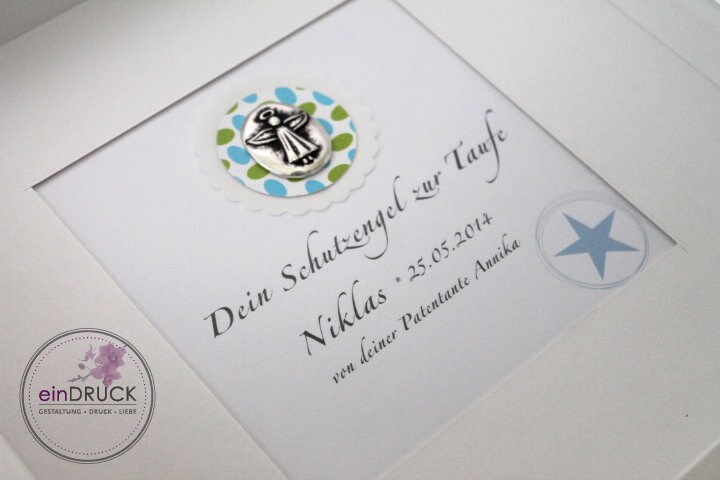 Dein Schutzengel zur Taufe
Niklas * 25.05.2014
von deiner Patentante Annika
einDRUCK
GESTALTUNG • DRUCK • LIEBE